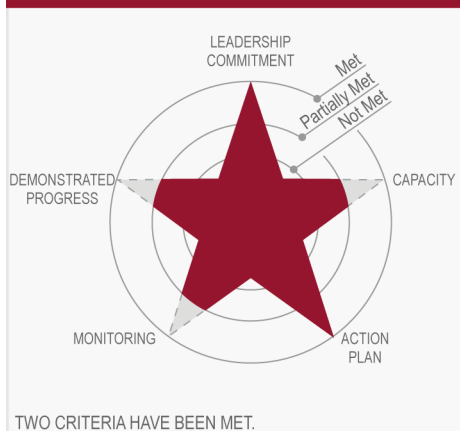 LEADERSHIP
COMMITMENT
Met
Partially Met
Not Met
DEMONSTRATED
PROGRESS
CAPACITY
MONITORING
ACTION
PLAN
TWO CRITERIA HAVE BEEN MET.